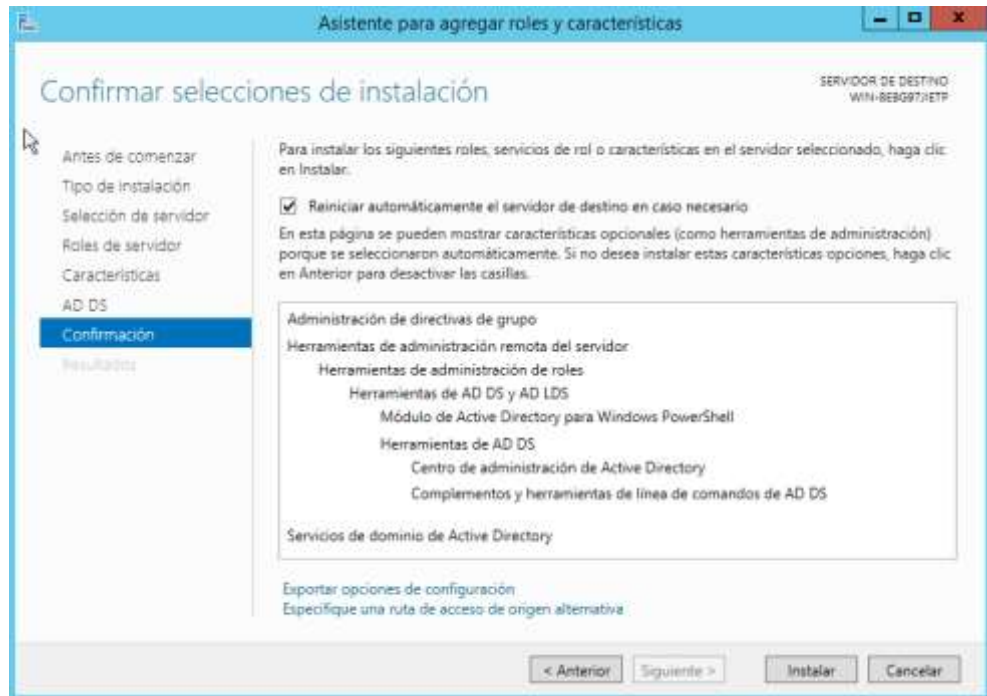 Asistente para agregar roles y características
Confirmar selecciones de instalación
SERVIDOR DE DESTINO
Antes de comenzar
Tipo de instalación
Selección de servidor
Roles de servidor
Características
AD DS
Confirmación
Resultados
Para instalar los siguientes roles, servicios de rol o características en el servidor seleccionado, haga clic
en Instalar.
Reiniciar automáticamente el servidor de destino en caso necesario
En esta página se pueden mostrar características opcionales (como herramientas de administración)
porque se seleccionaron automáticamente. Si no desea instalar estas características opciones, haga clic
en Anterior para desactivar las casillas.
Administración de directivas de grupo
Herramientas de administración remota del servidor
Herramientas de administración de roles
Herramientas de AD DS y AD LDS
Módulo de Active Directory para Windows PowerShell
Herramientas de AD DS
Centro de administración de Active Directory
Complementos y herramientas de línea de comandos de AD DS
Servicios de dominio de Active Directory
Exportar opciones de configuración
Especifique una ruta de acceso de origen alternativa
< Anterior
Siguiente >
Instalar
Cancelar